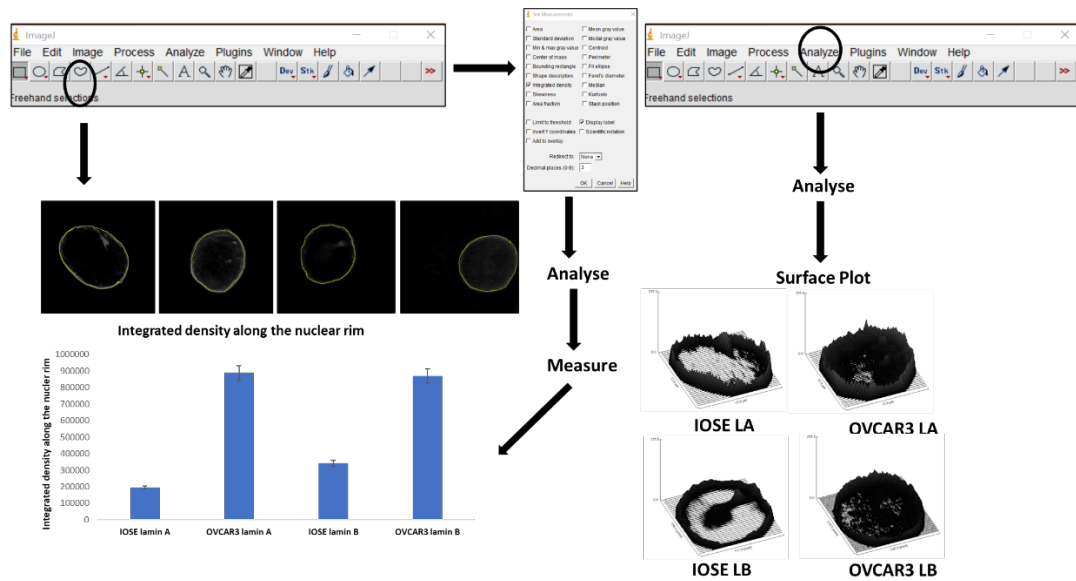 ImageJ
File Edit Image Process Analyze Plugins Window Help
Dev Stk >>
Freehand selections
Set Measurements
Area Mean gray value
Standard deviation Modal gray value
Min & max gray value Centroid
Center of mass Perimeter
Bounding rectangle Fit ellipse
Shape descriptors Feret's diameter
Integrated density Median
Skewness Kurtosis
Area fraction Stack position
Limit to threshold Display label
Invert Y coordinates Scientific notation
Add to overlay
Redirect to: None
Decimal places (0-9): 3
OK Cancel Help
ImageJ
File Edit Image Process Analyze Plugins Window Help
Dev Stk >>
Freehand selections
Analyse
Measure
Analyse
Surface Plot
IOSE LA
OVCAR3 LA
IOSE LB
OVCAR3 LB
Integrated density along the nuclear rim
Integrated density along the nucler rim
1000000
900000
800000
700000
600000
500000
400000
300000
200000
100000
0
IOSE lamin A OVCAR3 lamin A IOSE lamin B OVCAR3 lamin B